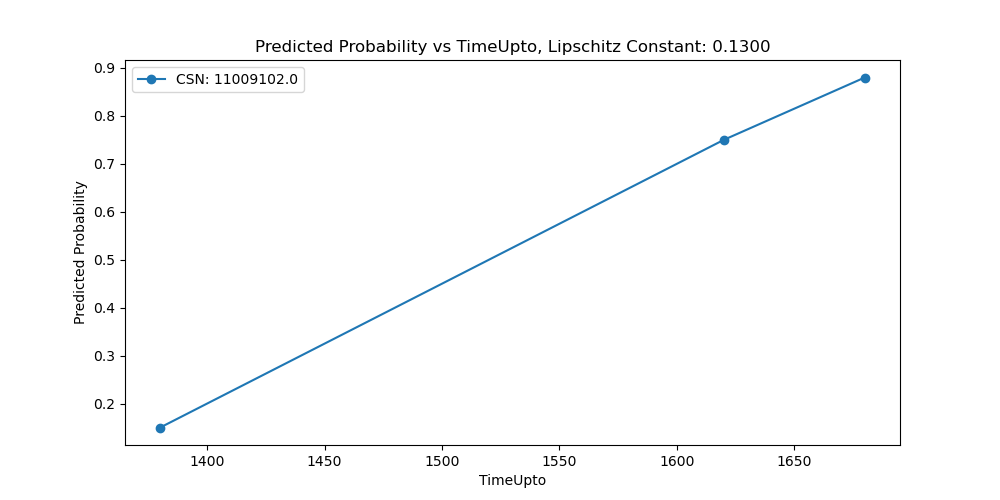 Predicted Probability vs TimeUpto, Lipschitz Constant: 0.1300
CSN: 11009102.0
Predicted Probability
0.9
0.8
0.7
0.6
0.5
0.4
0.3
0.2
1400 1450 1500 1550 1600 1650
TimeUpto